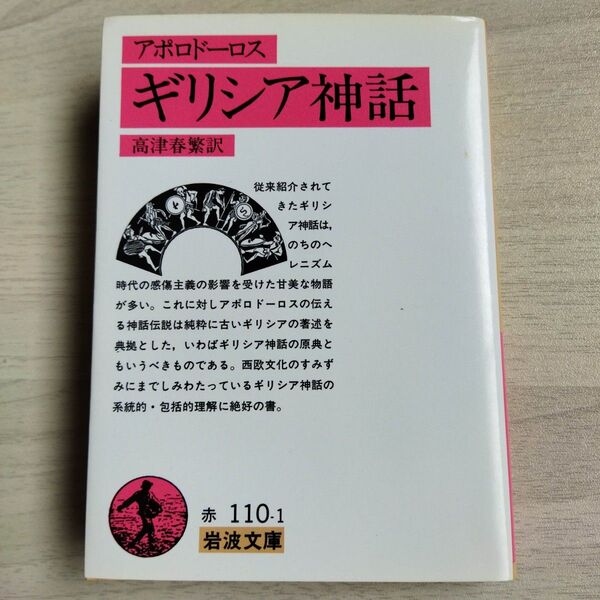 アポロドーロス
ギリシア神話
高津春繁訳
従来紹介されて
きたギリシ
ア神話は,
のちのヘ
レニズム
時代の感傷主義の影響を受けた甘美な物語
が多い。これに対しアポロドーロスの伝え
る神話伝説は純粋に古いギリシアの著述を
典拠とした,いわばギリシア神話の原典と
もいうべきものである。西欧文化のすみず
みにまでしみわたっているギリシア神話の
系統的・包括的理解に絶好の書。
赤 110-1
岩波文庫